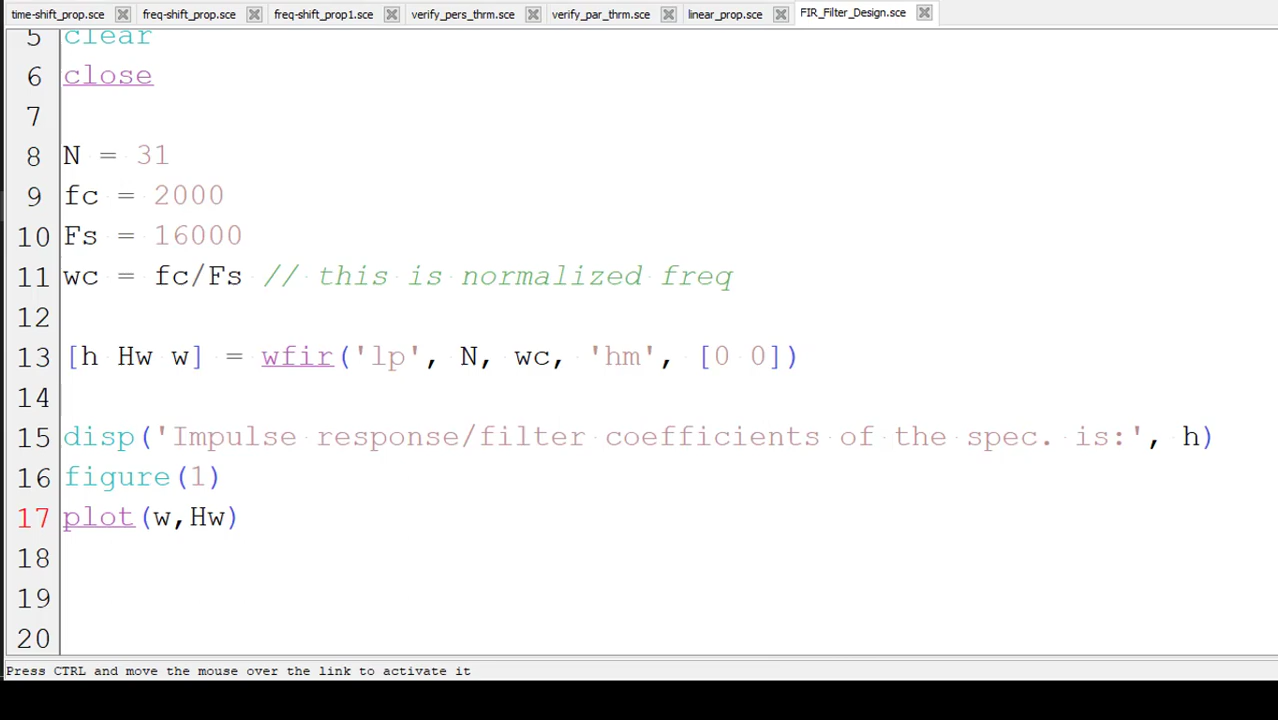 time-shift_prop.sce freq-shift_prop.sce freq-shift_prop1.sce verify_pers_thrm.sce verify_par_thrm.sce linear_prop.sce FIR_Filter_Design.sce
5 clear
6 close
7
8 N = 31
9 fc = 2000
10 Fs = 16000
11 wc = fc/Fs // this is normalized freq
12
13 [h Hw w] = wfir('lp', N, wc, 'hm', [0 0])
14
15 disp('Impulse response/filter coefficients of the spec. is:', h)
16 figure(1)
17 plot(w,Hw)
18
19
20
Press CTRL and move the mouse over the link to activate it